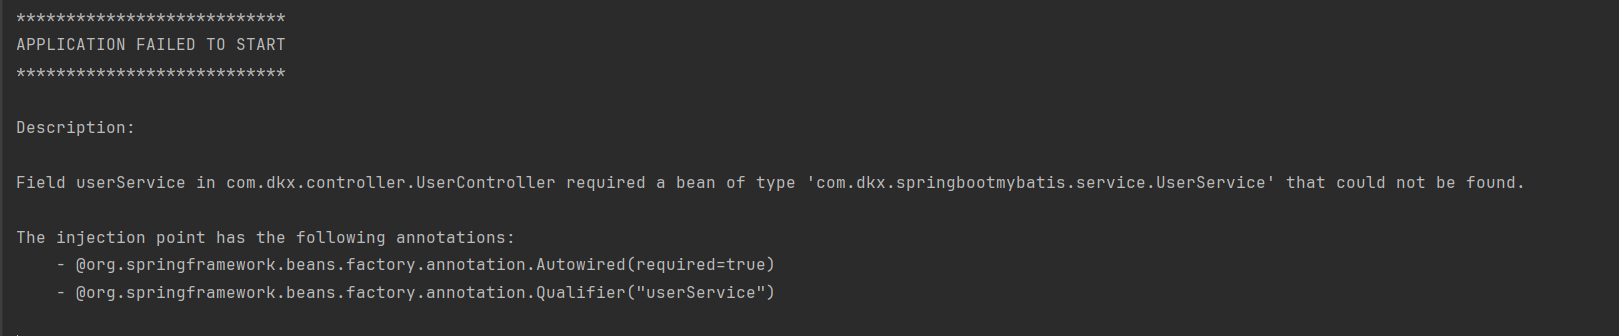 ***************************
APPLICATION FAILED TO START
***************************
Description:
Field userService in com.dkx.controller.UserController required a bean of type 'com.dkx.springbootmybatis.service.UserService' that could not be found.
The injection point has the following annotations:
- @org.springframework.beans.factory.annotation.Autowired(required=true)
- @org.springframework.beans.factory.annotation.Qualifier("userService")